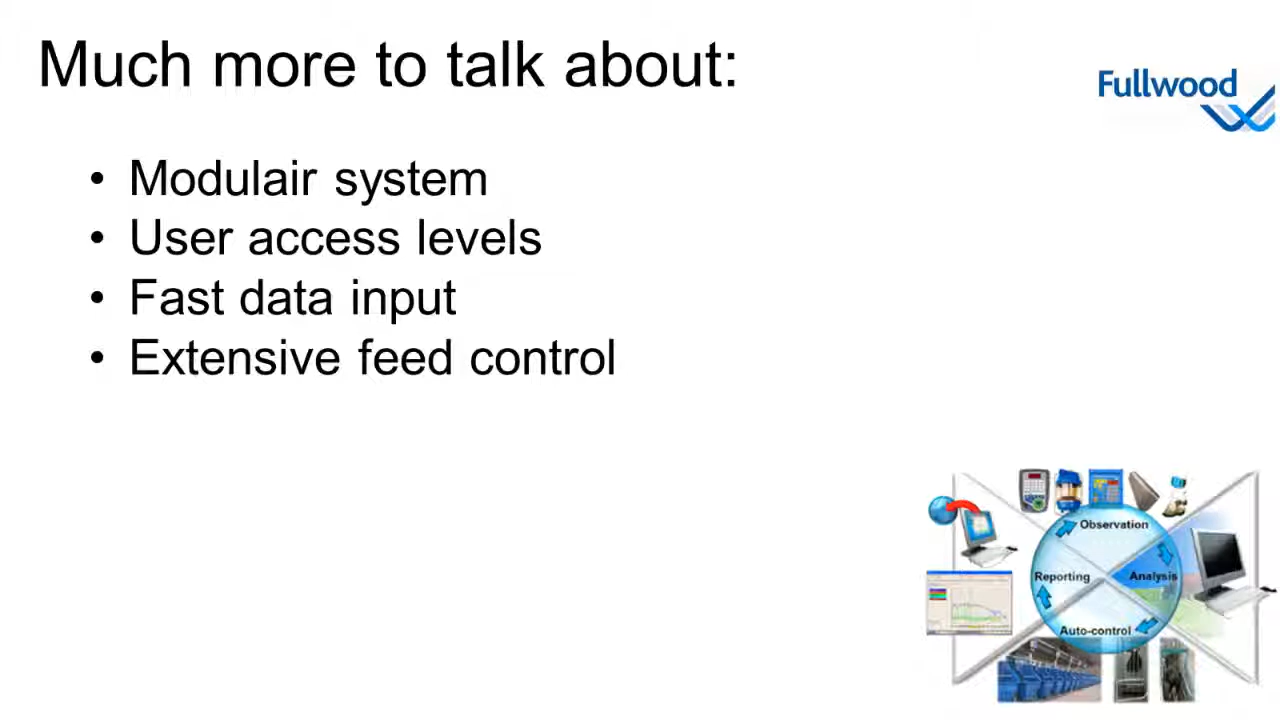 Much more to talk about:
Fullwood
• Modulair system
• User access levels
• Fast data input
• Extensive feed control
Observation
Reporting
Analysis
Auto-control